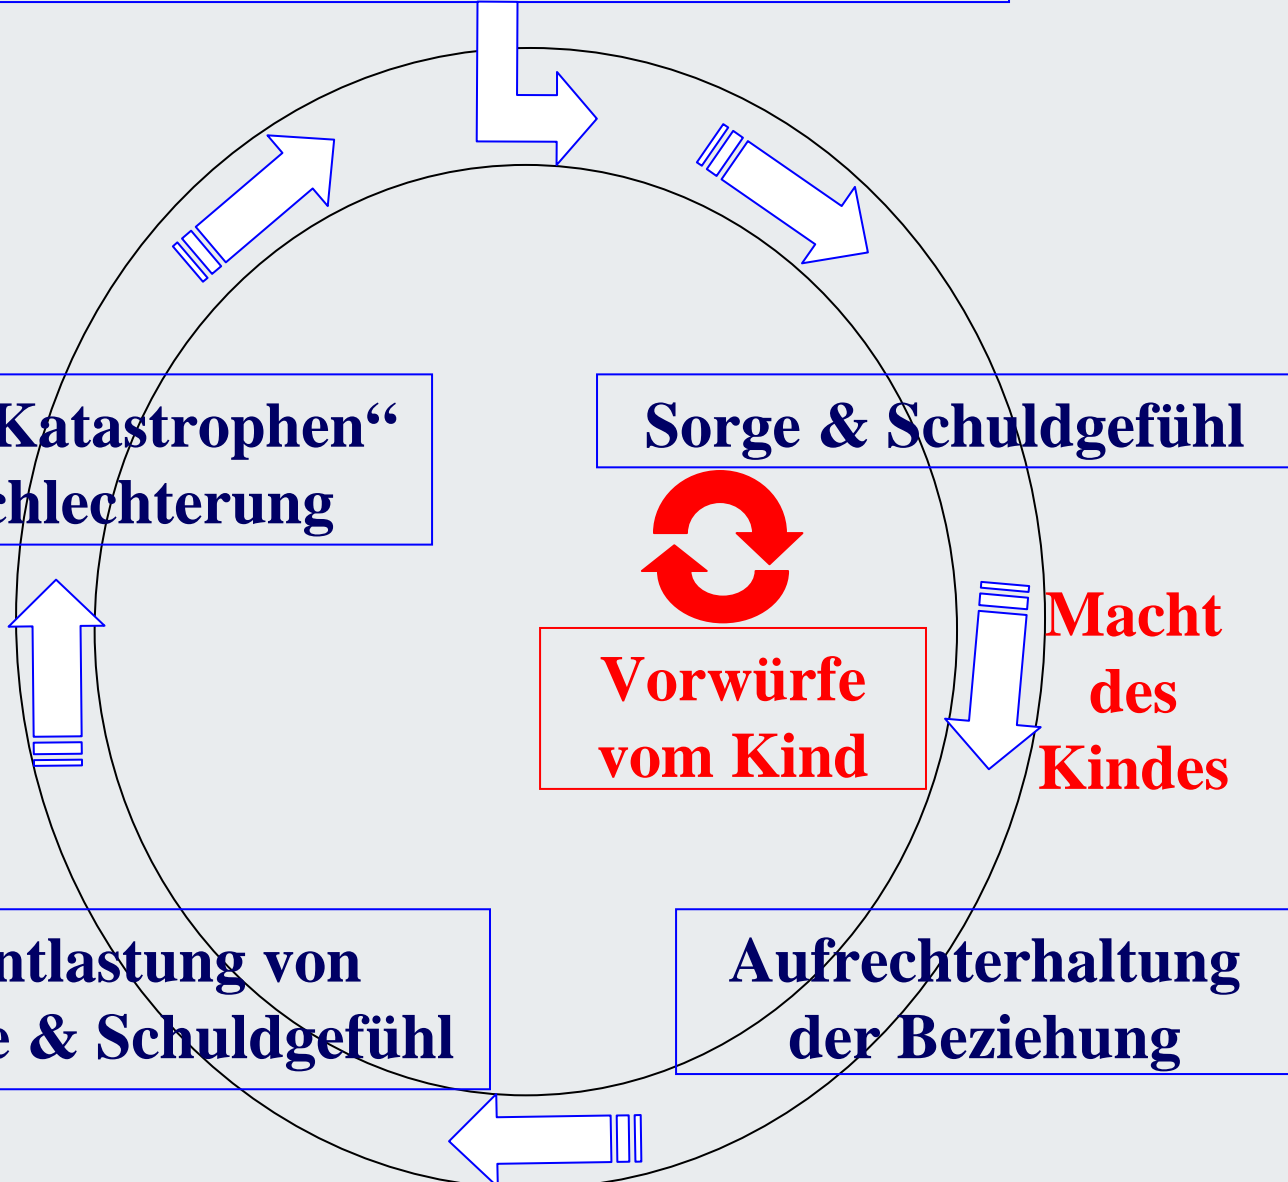 Katastrophen“
chlechterung
Sorge & Schuldgefühl
Macht
des
Kindes
Vorwürfe
vom Kind
ntlastung von
e & Schuldgefühl
Aufrechterhaltung
der Beziehung